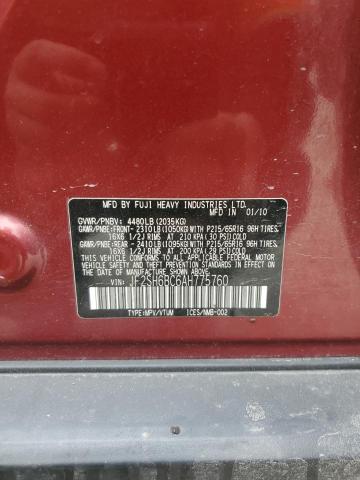 MFD BY FUJI HEAVY INDUSTRIES LTD.
MFD IN 01/10
GVWR/PNBV: 4480LB (2035KG)
GAWR/PNBE:FRONT- 2310LB (1050KG) WITH P215/65R16 96H TIRES,
16X6 1/2J RIMS AT 210 KPA (30 PSI) COLD
GAWR/PNBE:REAR - 2410LB (1095KG) WITH P215/65R16 96H TIRES,
16X6 1/2J RIMS AT 200 KPA (29 PSI) COLD
THIS VEHICLE CONFORMS TO ALL APPLICABLE FEDERAL MOTOR
VEHICLE SAFETY STANDARDS IN EFFECT ON THE DATE OF
MANUFACTURE SHOWN ABOVE.
VIN: JF2SH6BC6AH775760
TYPE:MPV/VTUM ICES/NMB-002